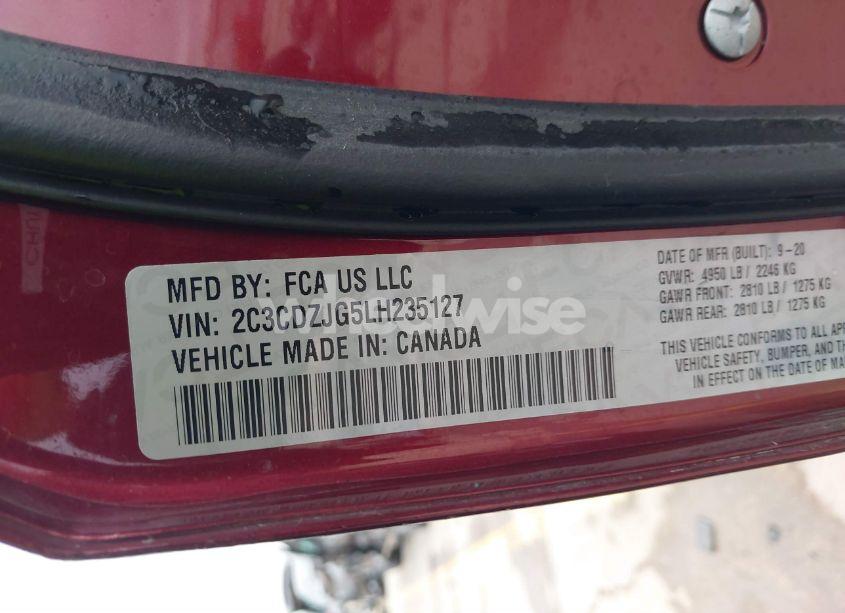 MFD BY: FCA US LLC
VIN: 2C3CDZJG5LH235127
VEHICLE MADE IN: CANADA
DATE OF MFR (BUILT): 9-20
GVWR: 4950 LB / 2246 KG
GAWR FRONT: 2810 LB / 1275 KG
GAWR REAR: 2810 LB / 1275 KG
THIS VEHICLE CONFORMS TO ALL APP
VEHICLE SAFETY, BUMPER, AND TH
IN EFFECT ON THE DATE OF MA
wheelwise